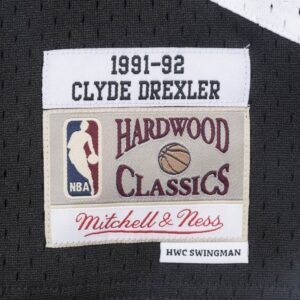 1991-92
CLYDE DREXLER
HARDWOOD
NBA
CLASSICS
Mitchell & Ness
HWC SWINGMAN